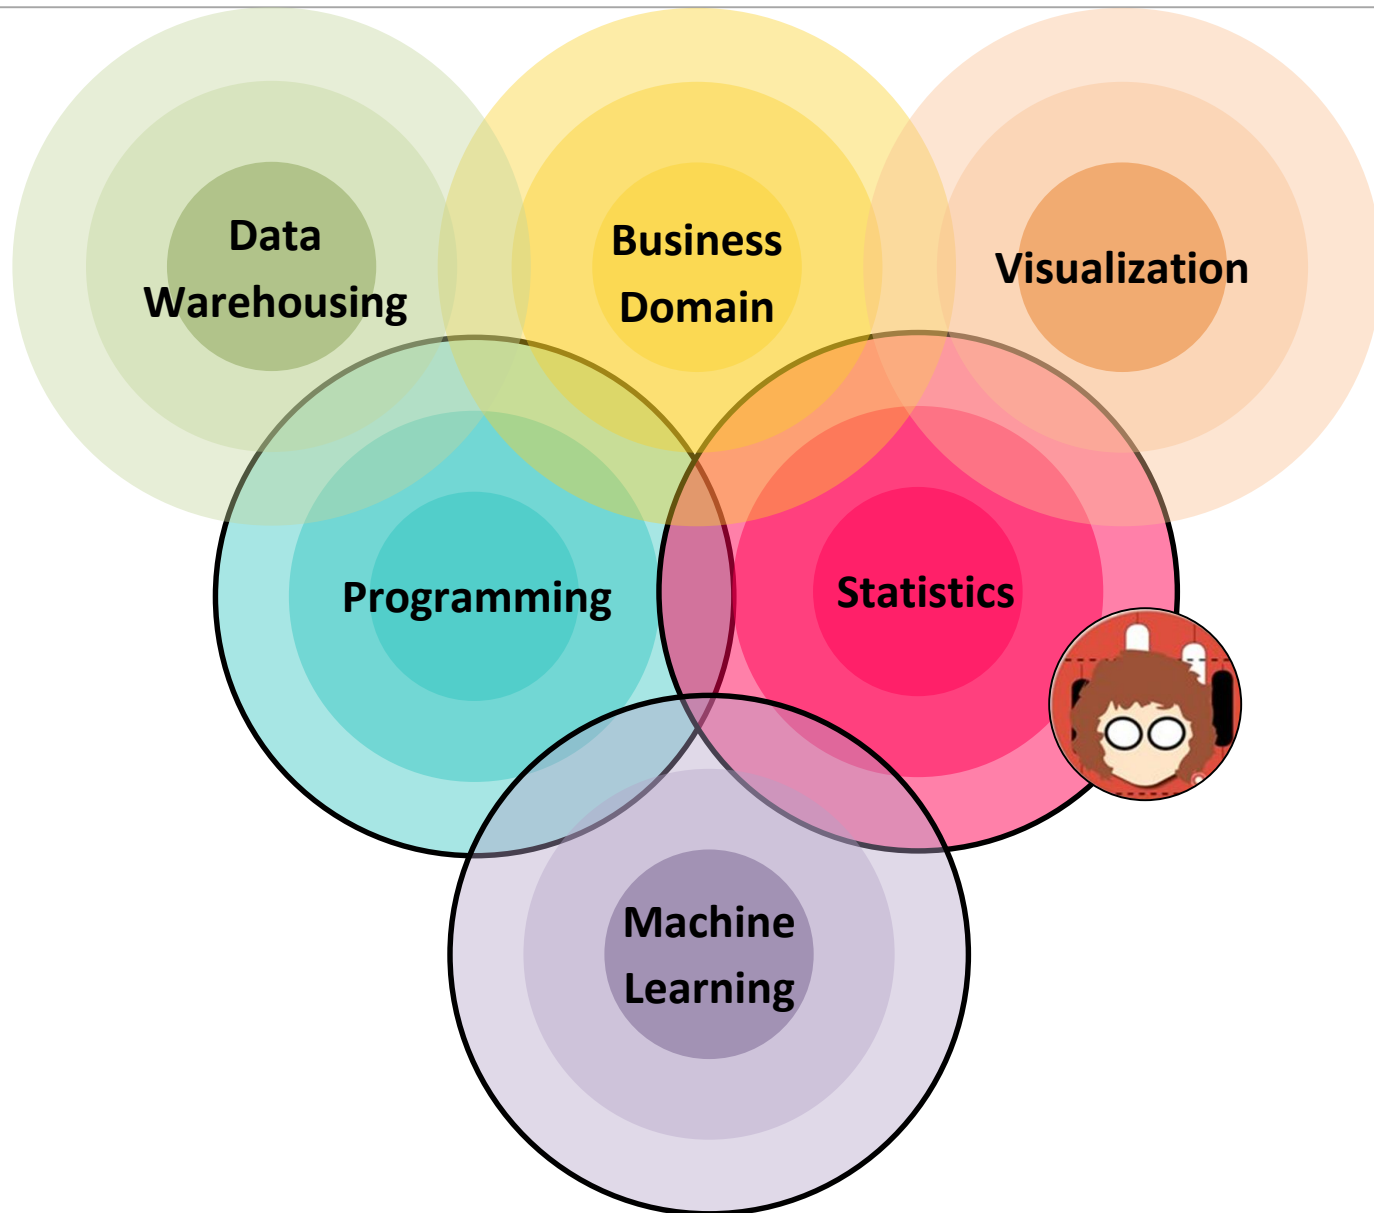 Data
Warehousing
Business
Domain
Visualization
Programming
Statistics
Machine
Learning